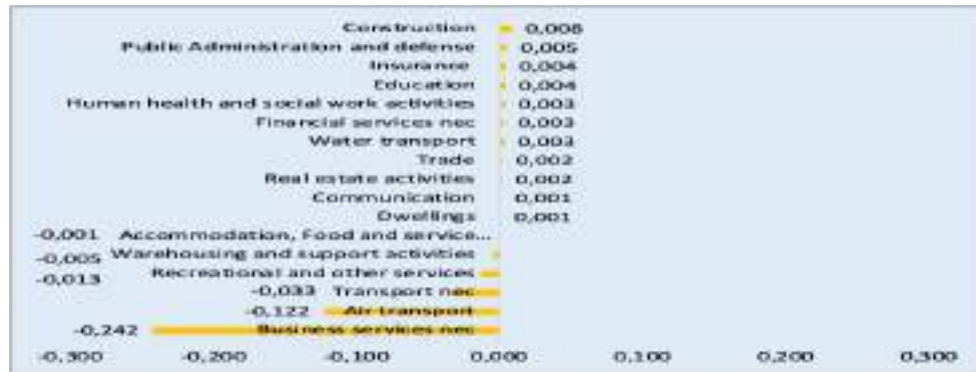 Construction 0,008
Public Administration and defense 0,005
Insurance 0,004
Education 0,004
Human health and social work activities 0,003
Financial services nec 0,003
Water transport 0,003
Trade 0,002
Real estate activities 0,002
Communication 0,001
Dwellings 0,001
-0,001 Accommodation, Food and service...
-0,005 Warehousing and support activities
-0,013 Recreational and other services
-0,033 Transport nec
-0,122 Air transport
-0,242 Business services nec
-0,300 -0,200 -0,100 0,000 0,100 0,200 0,300